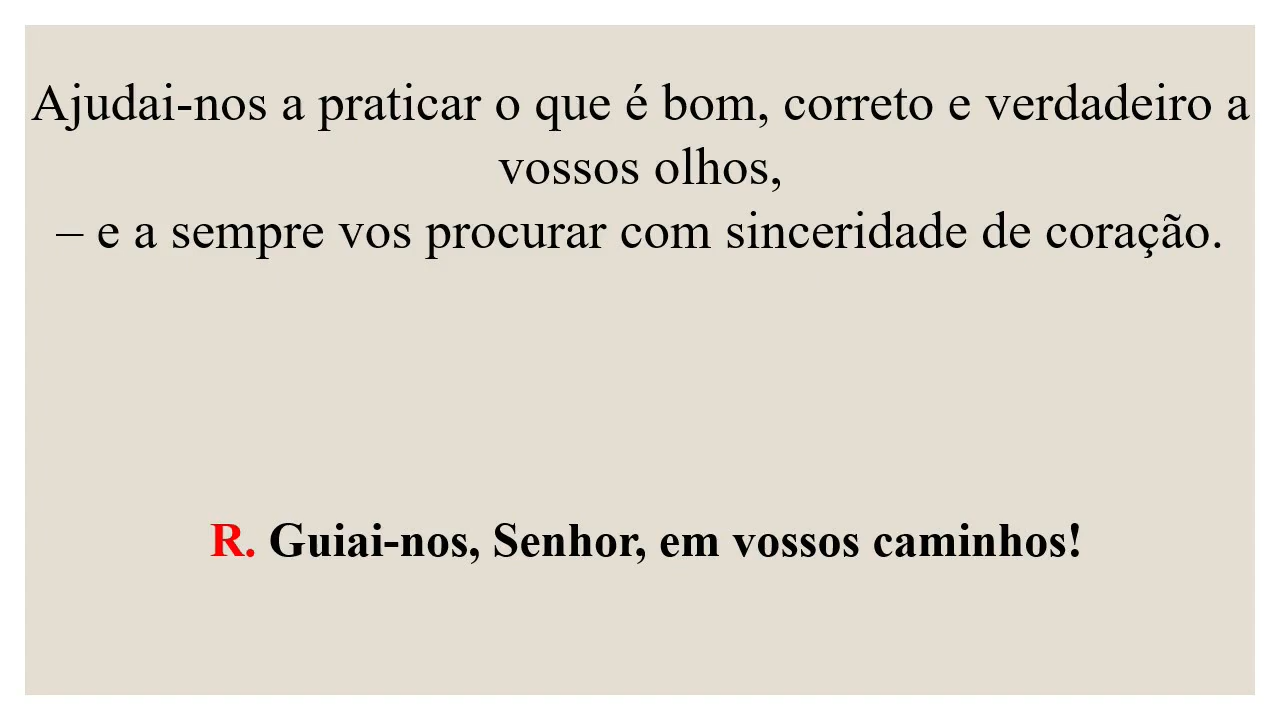 Ajudai-nos a praticar o que é bom, correto e verdadeiro a
vossos olhos,
– e a sempre vos procurar com sinceridade de coração.
R. Guiai-nos, Senhor, em vossos caminhos!